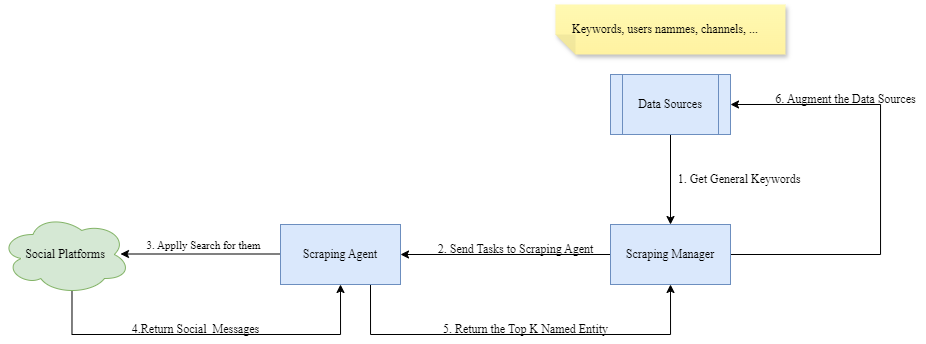 Keywords, users nammes, channels, ...
Data Sources
6. Augment the Data Sources
1. Get General Keywords
Social Platforms
3. Applly Search for them
Scraping Agent
2. Send Tasks to Scraping Agent
Scraping Manager
4.Return Social Messages
5. Return the Top K Named Entity